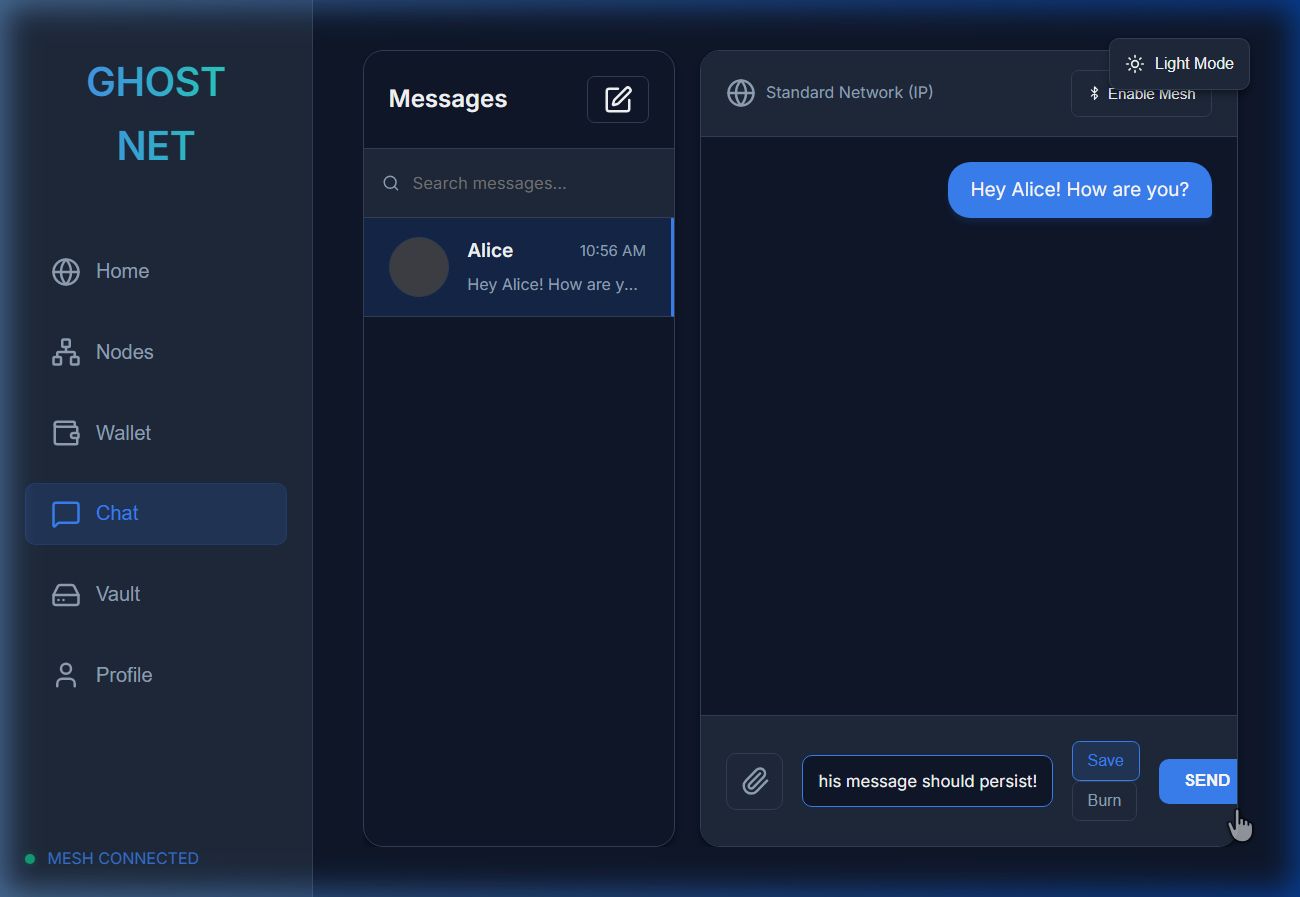 GHOST
NET
Home
Nodes
Wallet
Chat
Vault
Profile
MESH CONNECTED
Messages
Search messages...
Alice
10:56 AM
Hey Alice! How are y...
Standard Network (IP)
Light Mode
Enable Mesh
Hey Alice! How are you?
his message should persist!
Save
Burn
SEND